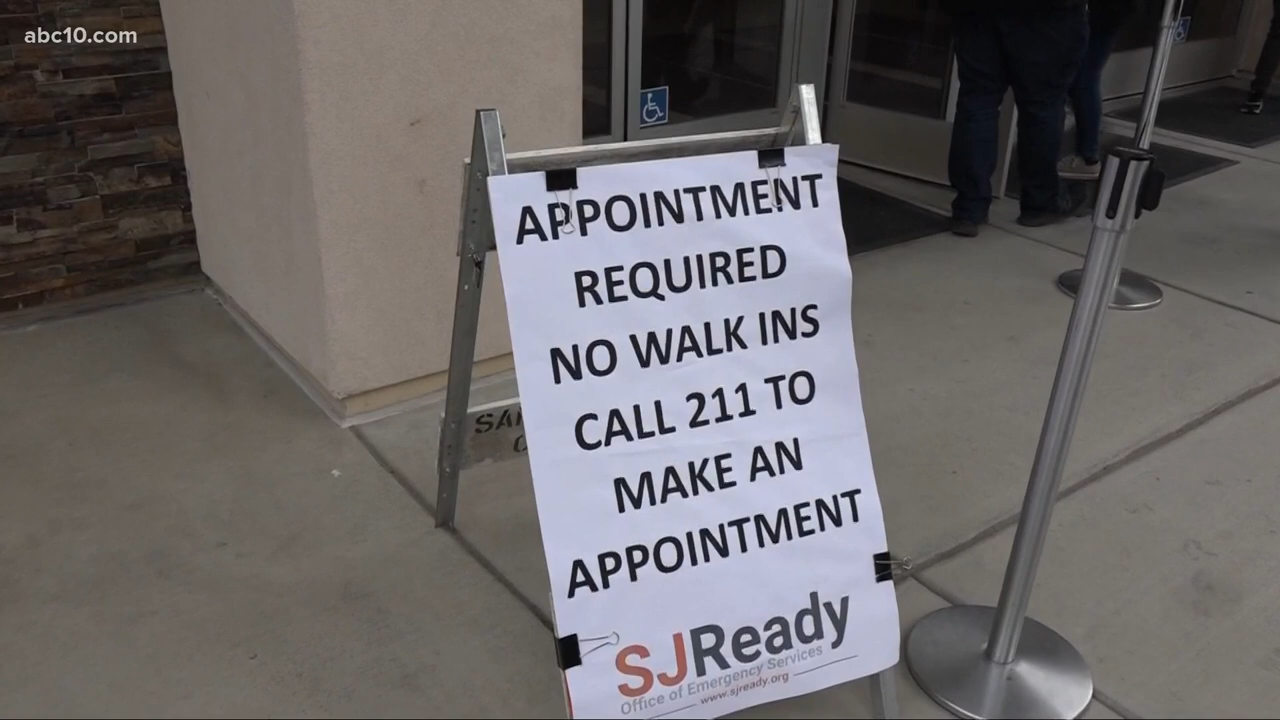 abc10.com
APPOINTMENT
REQUIRED
NO WALK INS
CALL 211 TO
MAKE AN
APPOINTMENT
SJReady
Office of Emergency Services
www.sjready.org